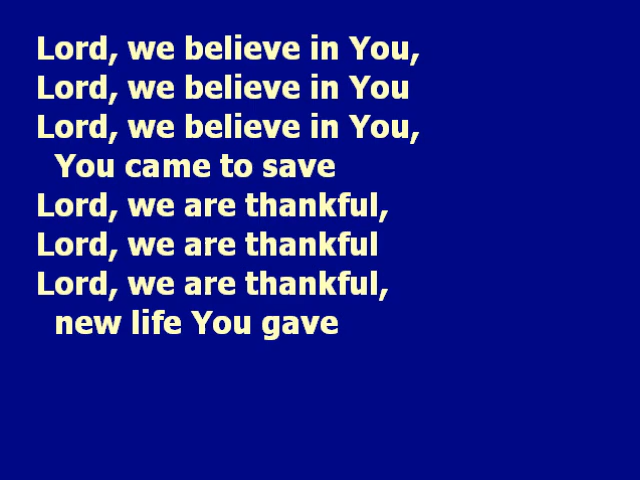 Lord, we believe in You,
Lord, we believe in You
Lord, we believe in You,
You came to save
Lord, we are thankful,
Lord, we are thankful
Lord, we are thankful,
new life You gave